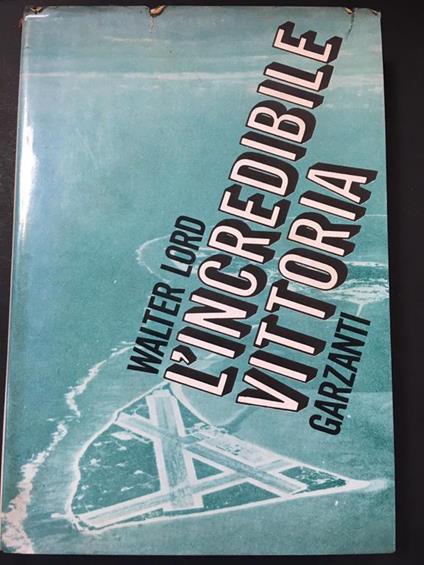 WALTER LORD
L'INCREDIBILE
VITTORIA
GARZANTI